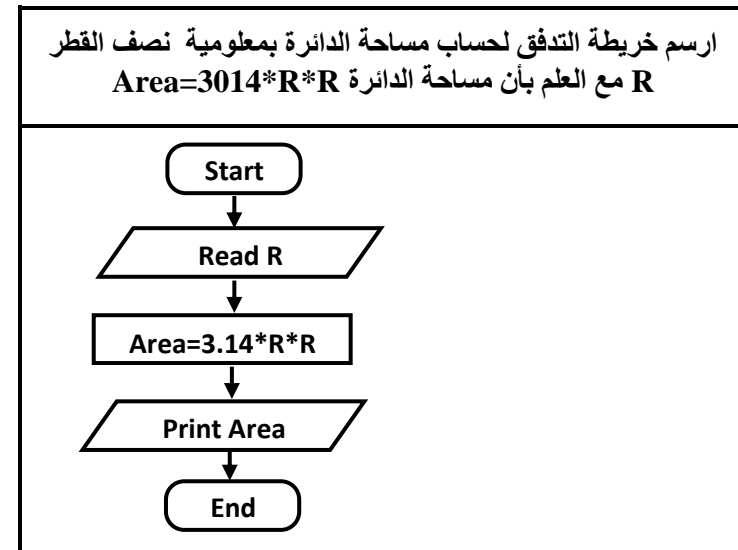 ارسم خريطة التدفق لحساب مساحة الدائرة بمعلومية نصف القطر
R مع العلم بأن مساحة الدائرة Area=3014*R*R
Start
Read R
Area=3.14*R*R
Print Area
End